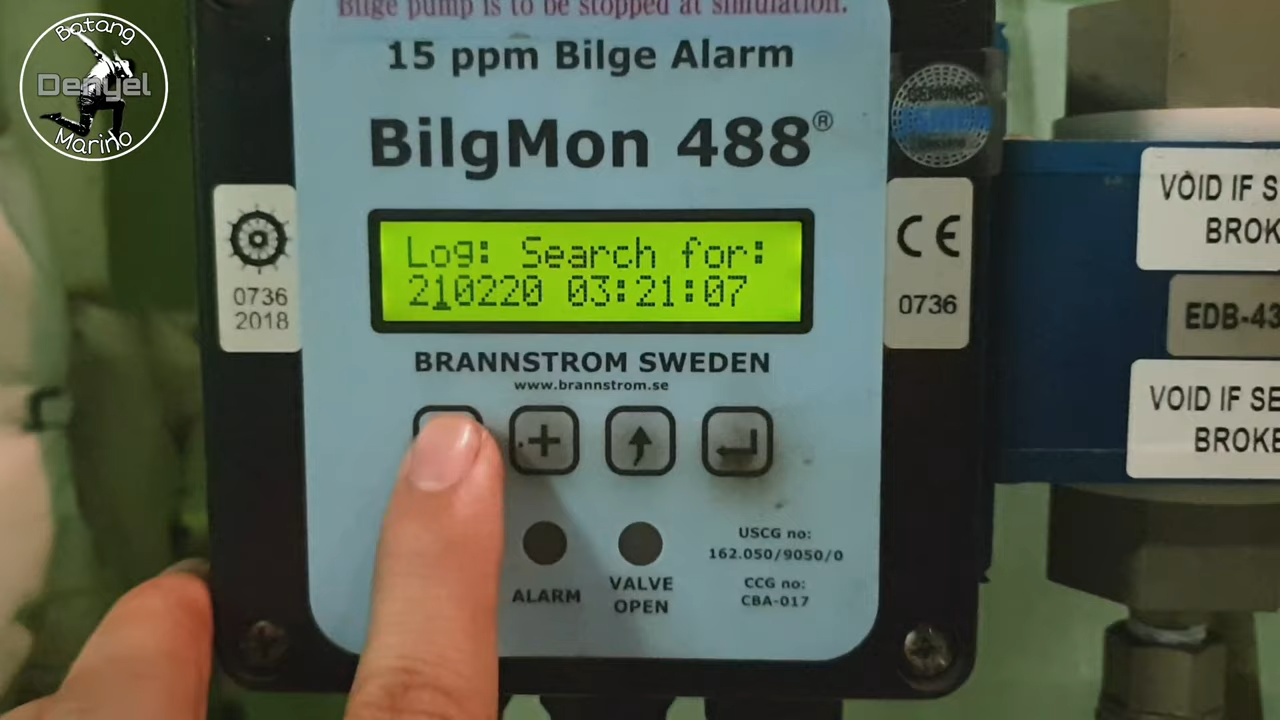 Batang
Denyel
Marino
Bilge pump is to be stopped at simulation.
15 ppm Bilge Alarm
BilgMon 488®
GENUINE
0736
2018
Log: Search for:
210220 03:21:07
CE
0736
BRANNSTROM SWEDEN
www.brannstrom.se
ALARM
VALVE
OPEN
USCG no:
162.050/9050/0
CCG no:
CBA-017
VOID IF S
BROK
EDB-43
VOID IF SE
BROKE